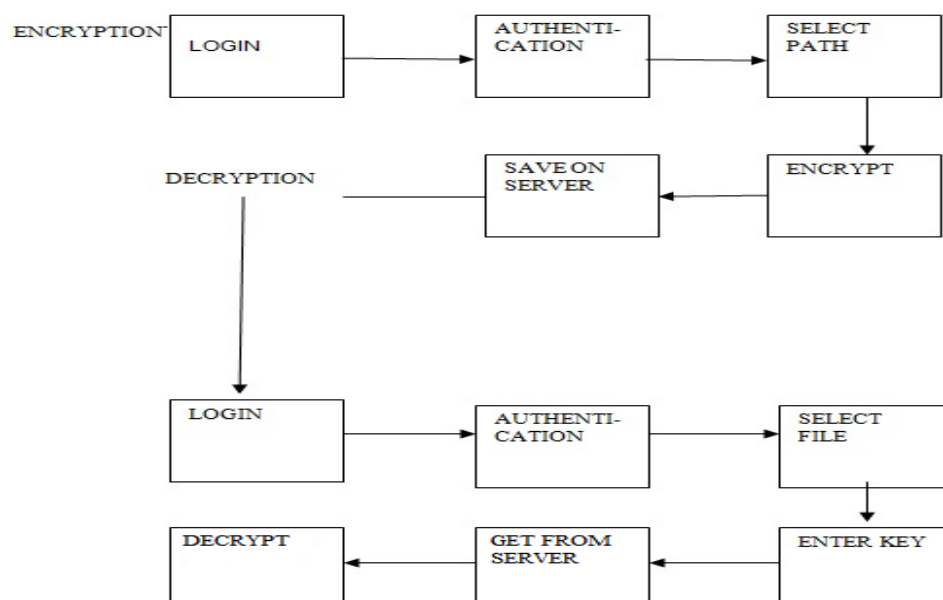 ENCRYPTION
LOGIN
AUTHENTI-
CATION
SELECT
PATH
DECRYPTION
SAVE ON
SERVER
ENCRYPT
LOGIN
AUTHENTI-
CATION
SELECT
FILE
DECRYPT
GET FROM
SERVER
ENTER KEY